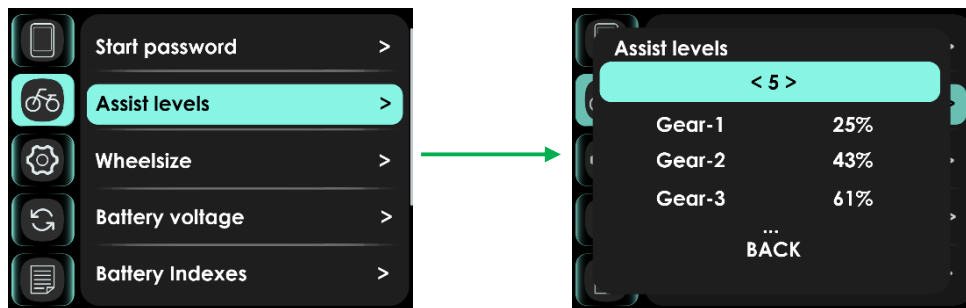 Start password >
Assist levels >
Wheelsize >
Battery voltage >
Battery Indexes >
Assist levels
< 5 >
Gear-1 25%
Gear-2 43%
Gear-3 61%
...
BACK